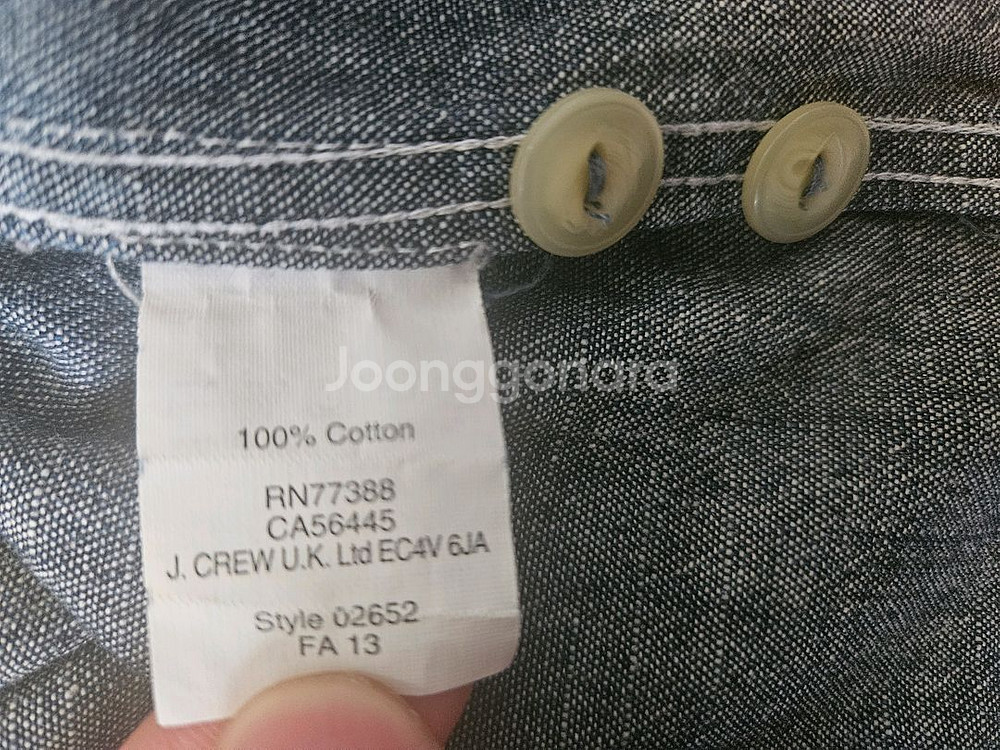 Joonggonara
100% Cotton
RN77388
CA56445
J. CREW U.K. Ltd EC4V 6JA
Style 02652
FA 13